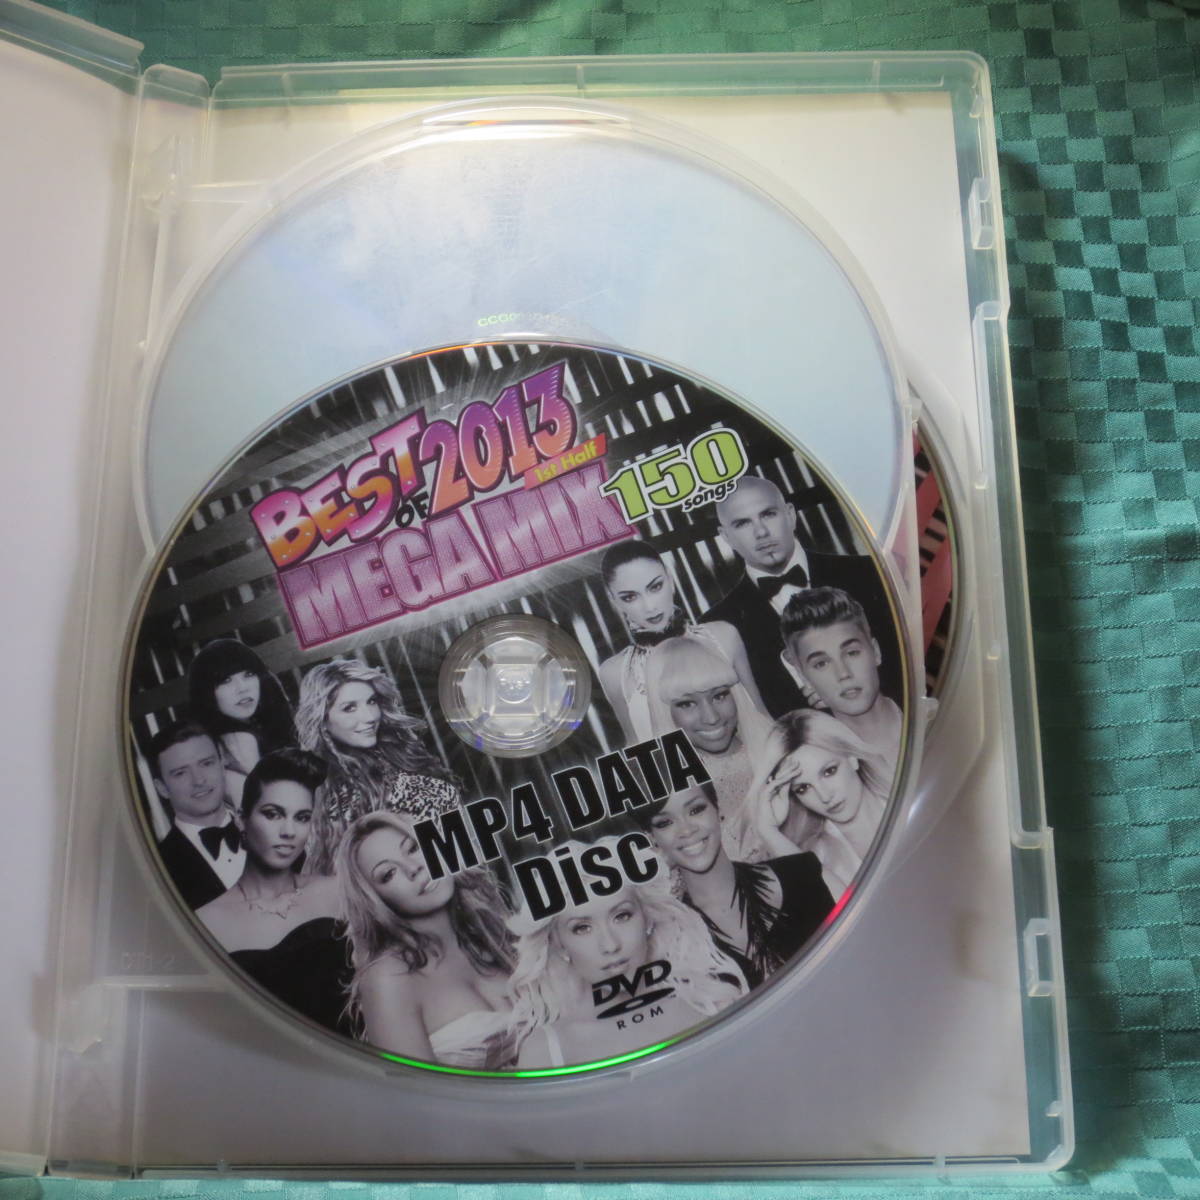 BEST OF 2013
1st Half
MEGA MIX
150
songs
MP4 DATA
DiSC
DVD
ROM